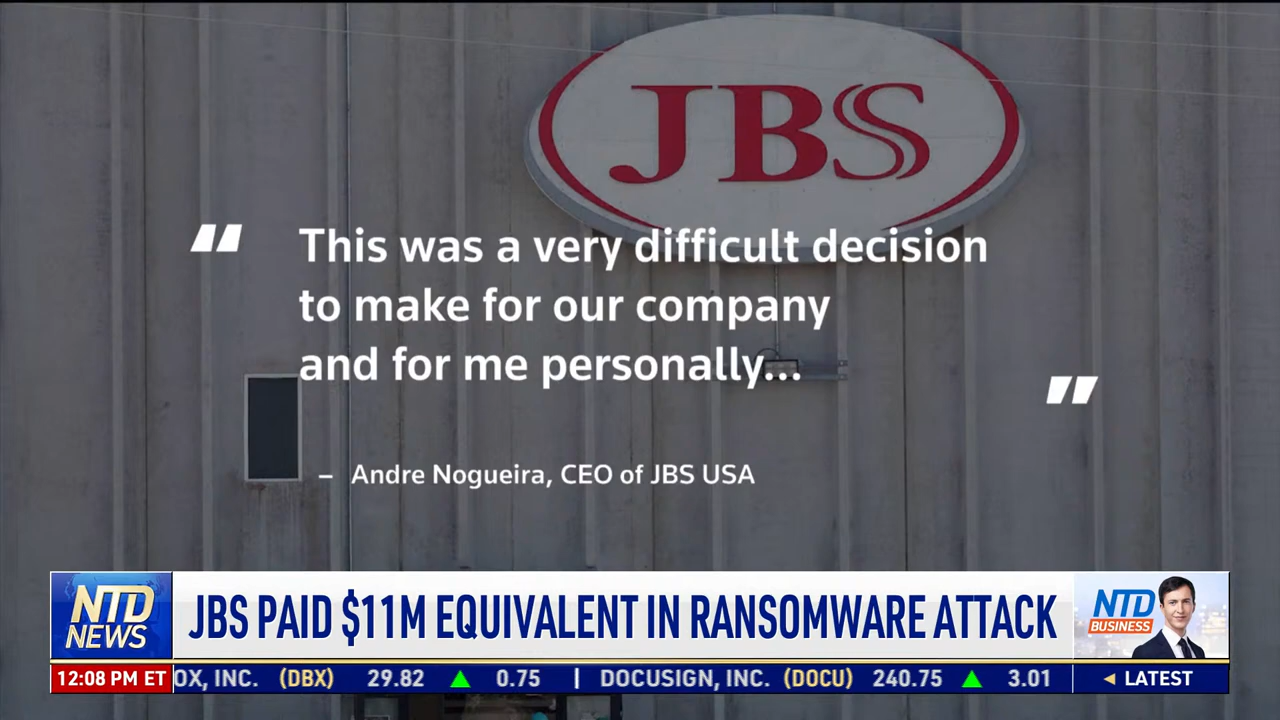 JBS
“
This was a very difficult decision
to make for our company
and for me personally...
”
– Andre Nogueira, CEO of JBS USA
NTD
NEWS
JBS PAID $11M EQUIVALENT IN RANSOMWARE ATTACK
NTD
BUSINESS
12:08 PM ET
OX, INC. (DBX) 29.82 ▲ 0.75 | DOCUSIGN, INC. (DOCU) 240.75 ▲ 3.01
◄ LATEST